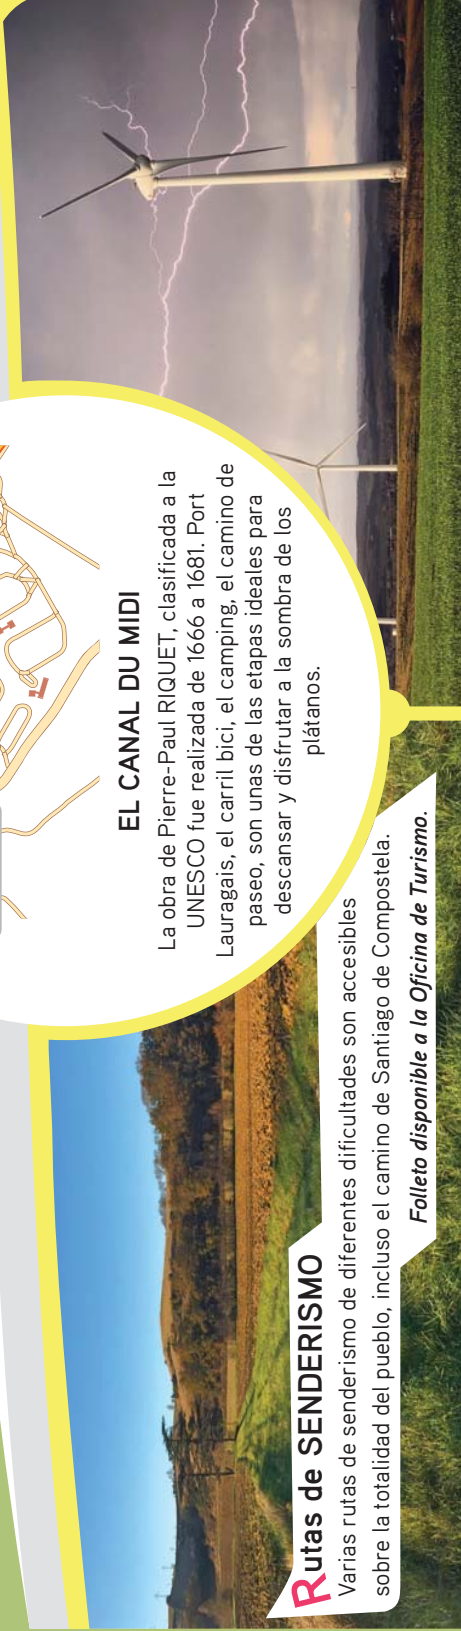 EL CANAL DU MIDI
La obra de Pierre-Paul RIQUET, clasificada a la
UNESCO fue realizada de 1666 a 1681. Port
Lauragais, el carril bici, el camping, el camino de
paseo, son unas de las etapas ideales para
descansar y disfrutar a la sombra de los
plátanos.
Rutas de SENDERISMO
Varias rutas de senderismo de diferentes dificultades son accesibles
sobre la totalidad del pueblo, incluso el camino de Santiago de Compostela.
Folleto disponible a la Oficina de Turismo.